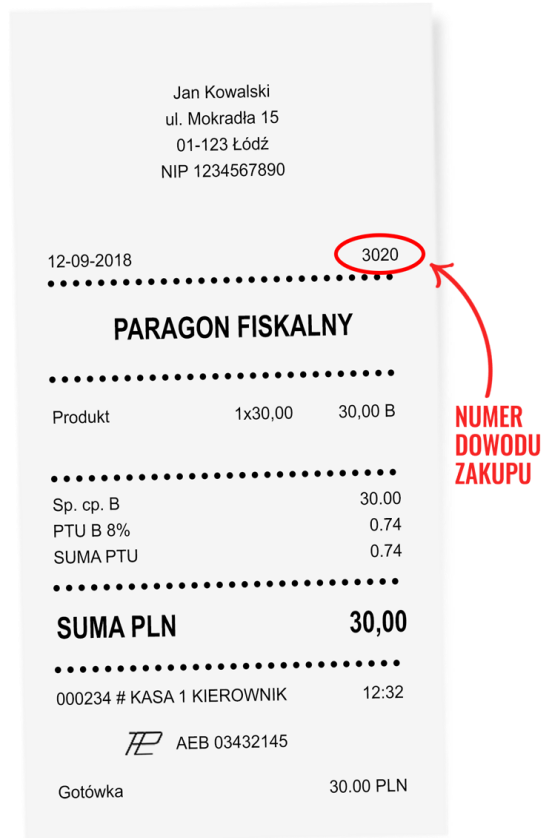 Jan Kowalski
ul. Mokradła 15
01-123 Łódź
NIP 1234567890
12-09-2018 3020
PARAGON FISKALNY
Produkt 1x30,00 30,00 B
NUMER
DOWODU
ZAKUPU
Sp. cp. B 30.00
PTU B 8% 0.74
SUMA PTU 0.74
SUMA PLN 30,00
000234 # KASA 1 KIEROWNIK 12:32
AEB 03432145
Gotówka 30.00 PLN